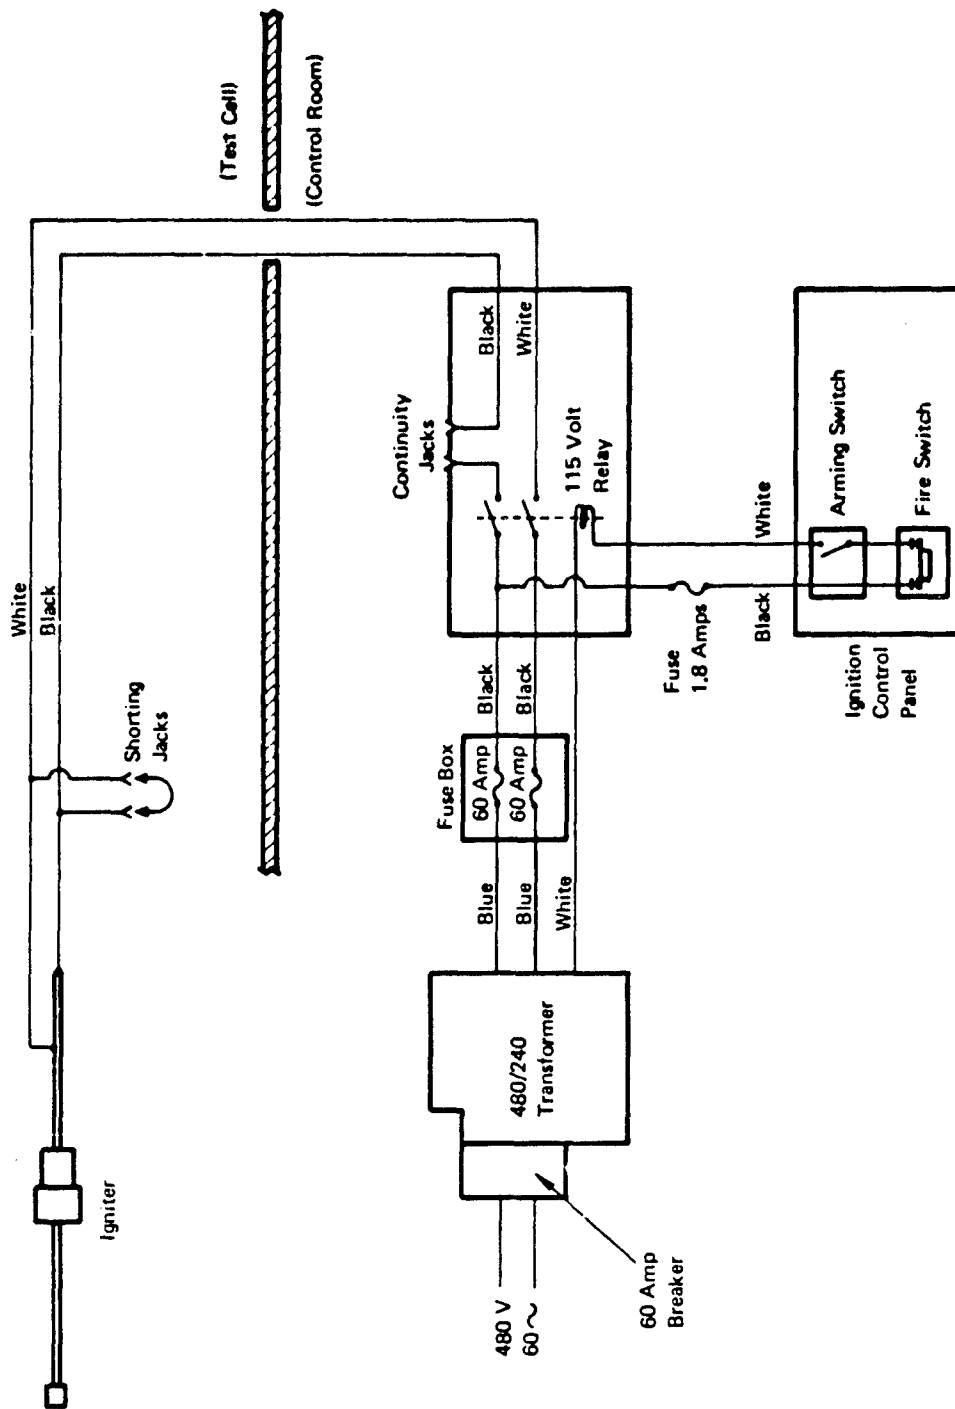 (Test Cell)
(Control Room)
White
Black
Shorting
Jacks
Igniter
Continuity
Jacks
Black
White
115 Volt
Relay
Black
Black
Fuse Box
60 Amp
60 Amp
Blue
Blue
White
480/240
Transformer
480 V
60 ~
60 Amp
Breaker
Fuse
1.8 Amps
White
Black
Arming Switch
Fire Switch
Ignition
Control
Panel